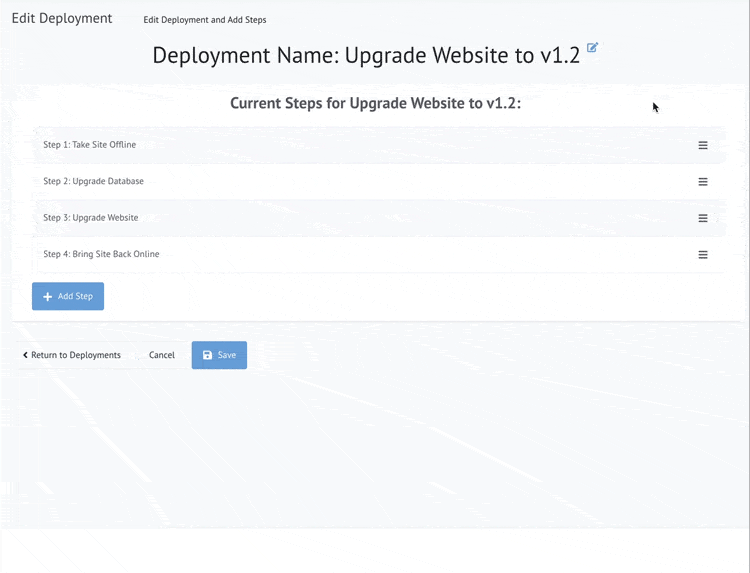 Edit Deployment
Edit Deployment and Add Steps
Deployment Name: Upgrade Website to v1.2
Current Steps for Upgrade Website to v1.2:
Step 1: Take Site Offline
Step 2: Upgrade Database
Step 3: Upgrade Website
Step 4: Bring Site Back Online
Add Step
Return to Deployments
Cancel
Save